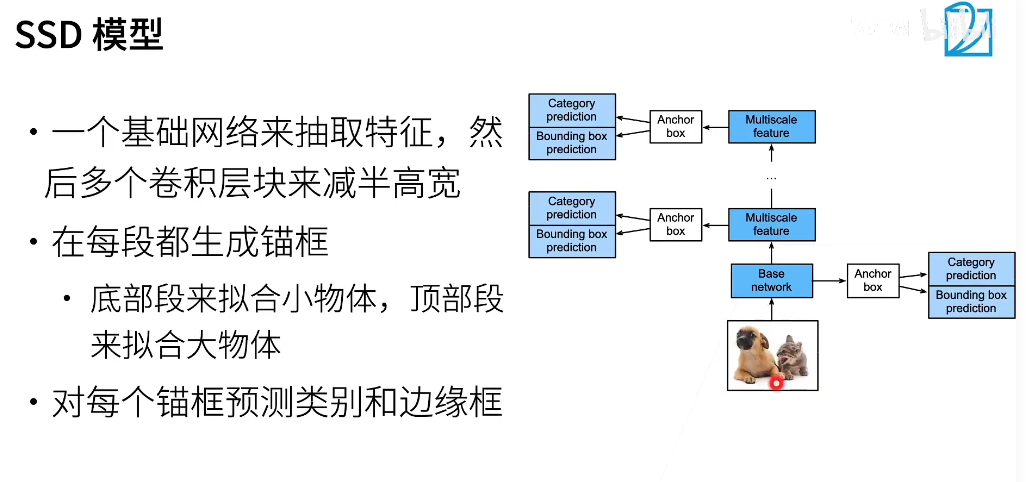 SSD 模型
• 一个基础网络来抽取特征，然
后多个卷积层块来减半高宽
• 在每段都生成锚框
• 底部段来拟合小物体，顶部段
来拟合大物体
• 对每个锚框预测类别和边缘框
Category
prediction
Bounding box
prediction
Anchor
box
Multiscale
feature
...
Category
prediction
Bounding box
prediction
Anchor
box
Multiscale
feature
Base
network
Anchor
box
Category
prediction
Bounding box
prediction